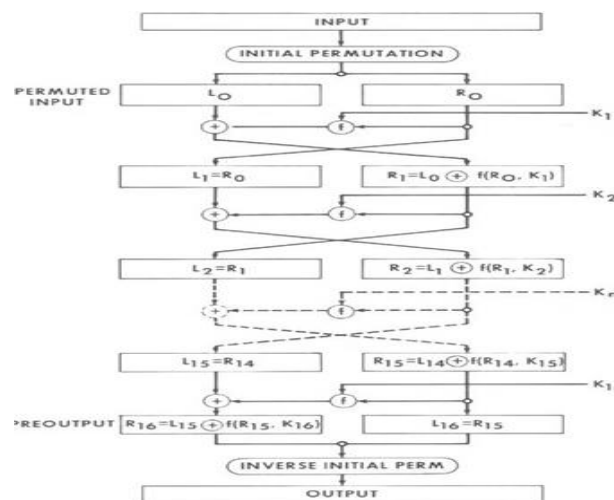 INPUT
INITIAL PERMUTATION
PERMUTED INPUT
L0
R0
K1
+
f
L1=R0
R1=L0 ⊕ f(R0, K1)
K2
+
f
L2=R1
R2=L1 ⊕ f(R1, K2)
+
f
L15=R14
R15=L14 ⊕ f(R14, K15)
+
f
PREOUTPUT
R16=L15 ⊕ f(R15, K16)
L16=R15
INVERSE INITIAL PERM
OUTPUT